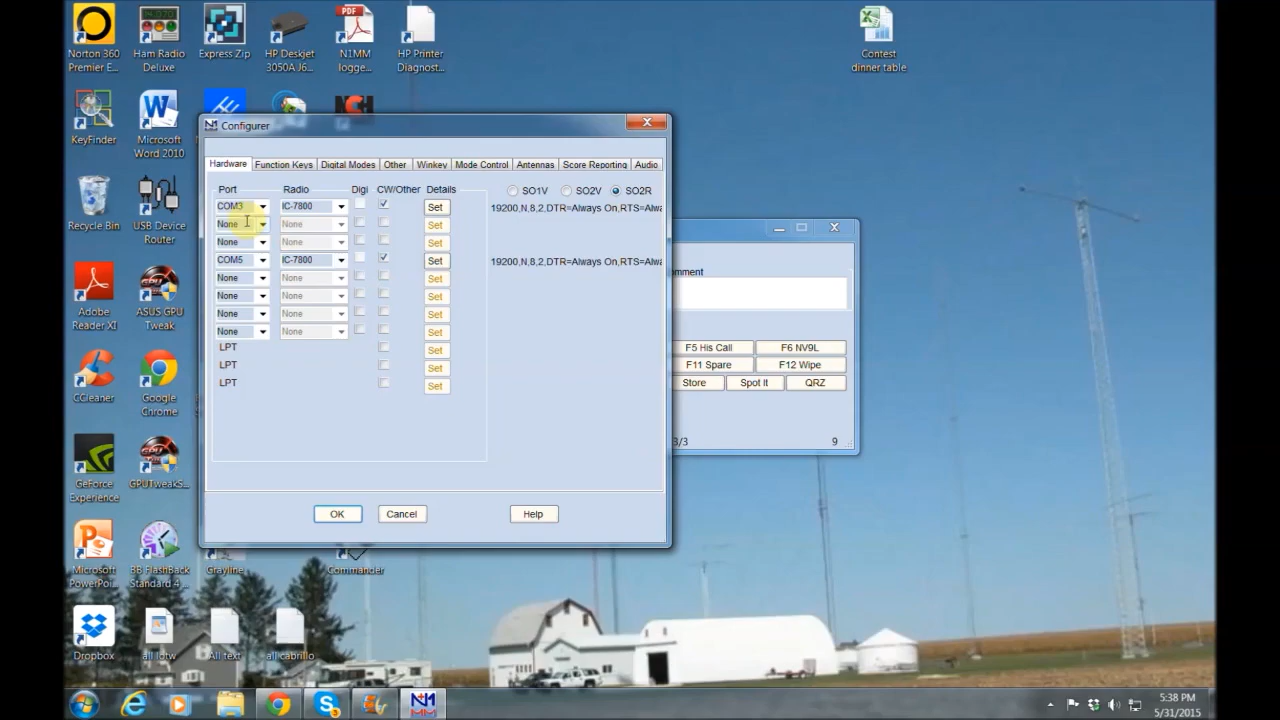 Norton 360
Premier E...
Ham Radio
Deluxe
Express Zip
HP Deskjet
3050A J6...
PDF
N1MM
logge...
HP Printer
Diagnost...
Contest
dinner table
KeyFinder
Microsoft
Word 2010
NCH
Recycle Bin
USB Device
Router
Adobe
Reader XI
ASUS GPU
Tweak
CCleaner
Google
Chrome
GeForce
Experience
GPUTweakS...
Microsoft
PowerPoi...
BB FlashBack
Standard 4 ...
Grayline
Commander
Dropbox
all lotw
All text
all cabrillo
Configurer
Hardware Function Keys Digital Modes Other Winkey Mode Control Antennas Score Reporting Audio
Port Radio Digi CW/Other Details SO1V SO2V SO2R
COM3 IC-7800 Set 19200,N,8,2,DTR=Always On,RTS=Alwa
None None Set
None None Set
COM5 IC-7800 Set 19200,N,8,2,DTR=Always On,RTS=Alwa
None None Set
None None Set
None None Set
None None Set
LPT Set
LPT Set
LPT Set
OK Cancel Help
omment
F5 His Call F6 NV9L
F11 Spare F12 Wipe
Store Spot It QRZ
3/3 9
5:38 PM
5/31/2015